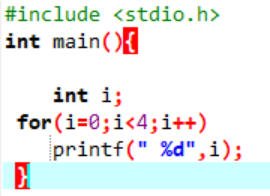 #include <stdio.h>
int main(){
int i;
for(i=0;i<4;i++)
printf(" %d",i);
}